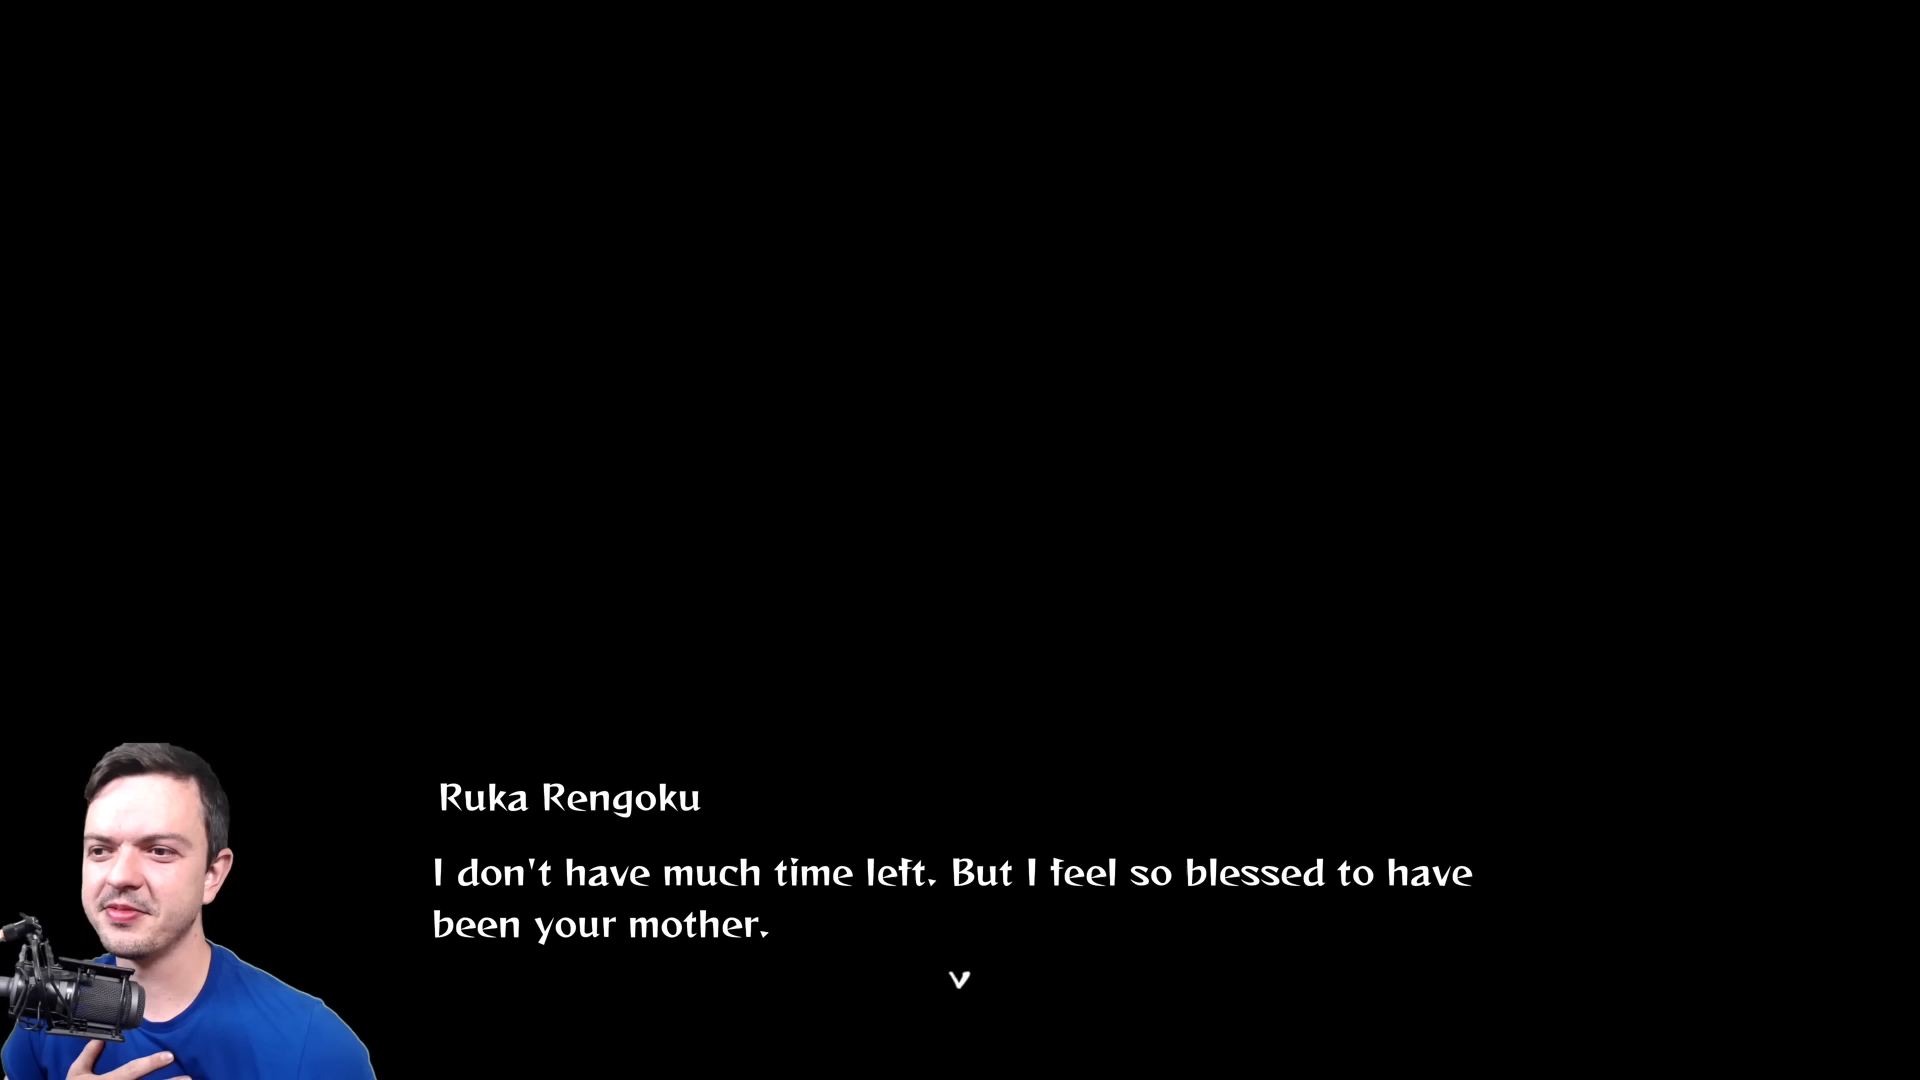 Ruka Rengoku
I don't have much time left. But I feel so blessed to have
been your mother.